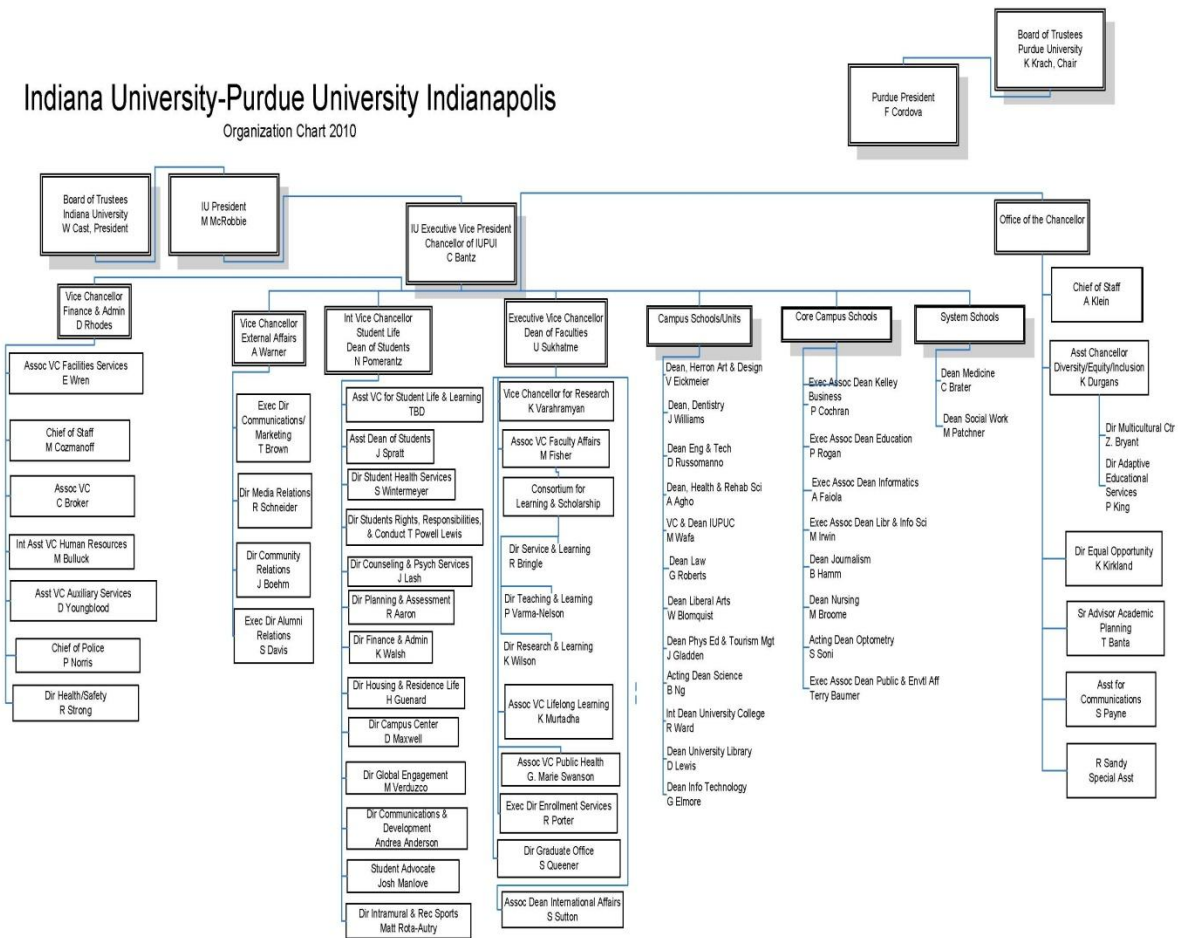 Board of Trustees
Purdue University
K Krach, Chair
Purdue President
F Cordova
Indiana University-Purdue University Indianapolis
Organization Chart 2010
Board of Trustees
Indiana University
W Cast, President
IU President
M McRobbie
IU Executive Vice President
Chancellor of IUPUI
C Bantz
Office of the Chancellor
Vice Chancellor
Finance & Admin
D Rhodes
Assoc VC Facilities Services
E Wren
Chief of Staff
M Cozmanoff
Assoc VC
C Broker
Int Asst VC Human Resources
M Bulluck
Asst VC Auxiliary Services
D Youngblood
Chief of Police
P Norris
Dir Health/Safety
R Strong
Vice Chancellor
External Affairs
A Warner
Exec Dir
Communications/
Marketing
T Brown
Dir Media Relations
R Schneider
Dir Community
Relations
J Boehm
Exec Dir Alumni
Relations
S Davis
Int Vice Chancellor
Student Life
Dean of Students
N Pomerantz
Asst VC for Student Life & Learning
TBD
Asst Dean of Students
J Spratt
Dir Student Health Services
S Wintermeyer
Dir Students Rights, Responsibilities,
& Conduct T Powell Lewis
Dir Counseling & Psych Services
J Lash
Dir Planning & Assessment
R Aaron
Dir Finance & Admin
K Walsh
Dir Housing & Residence Life
H Guenard
Dir Campus Center
D Maxwell
Dir Global Engagement
M Verduzco
Dir Communications &
Development
Andrea Anderson
Student Advocate
Josh Manlove
Dir Intramural & Rec Sports
Matt Rota-Autry
Executive Vice Chancellor
Dean of Faculties
U Sukhatme
Vice Chancellor for Research
K Varahramyan
Assoc VC Faculty Affairs
M Fisher
Consortium for
Learning & Scholarship
Dir Service & Learning
R Bringle
Dir Teaching & Learning
P Varma-Nelson
Dir Research & Learning
K Wilson
Assoc VC Lifelong Learning
K Murtadha
Assoc VC Public Health
G. Marie Swanson
Exec Dir Enrollment Services
R Porter
Dir Graduate Office
S Queener
Assoc Dean International Affairs
S Sutton
Campus Schools/Units
Dean, Herron Art & Design
V Eickmeier
Dean, Dentistry
J Williams
Dean Eng & Tech
D Russomanno
Dean, Health & Rehab Sci
A Agho
VC & Dean IUPUC
M Wafa
Dean Law
G Roberts
Dean Liberal Arts
W Blomquist
Dean Phys Ed & Tourism Mgt
J Gladden
Acting Dean Science
B Ng
Int Dean University College
R Ward
Dean University Library
D Lewis
Dean Info Technology
G Elmore
Core Campus Schools
Exec Assoc Dean Kelley
Business
P Cochran
Exec Assoc Dean Education
P Rogan
Exec Assoc Dean Informatics
A Faiola
Exec Assoc Dean Libr & Info Sci
M Irwin
Dean Journalism
B Hamm
Dean Nursing
M Broome
Acting Dean Optometry
S Soni
Exec Assoc Dean Public & Envtl Aff
Terry Baumer
System Schools
Dean Medicine
C Brater
Dean Social Work
M Patchner
Chief of Staff
A Klein
Asst Chancellor
Diversity/Equity/Inclusion
K Durgans
Dir Multicultural Ctr
Z. Bryant
Dir Adaptive
Educational
Services
P King
Dir Equal Opportunity
K Kirkland
Sr Advisor Academic
Planning
T Banta
Asst for
Communications
S Payne
R Sandy
Special Asst